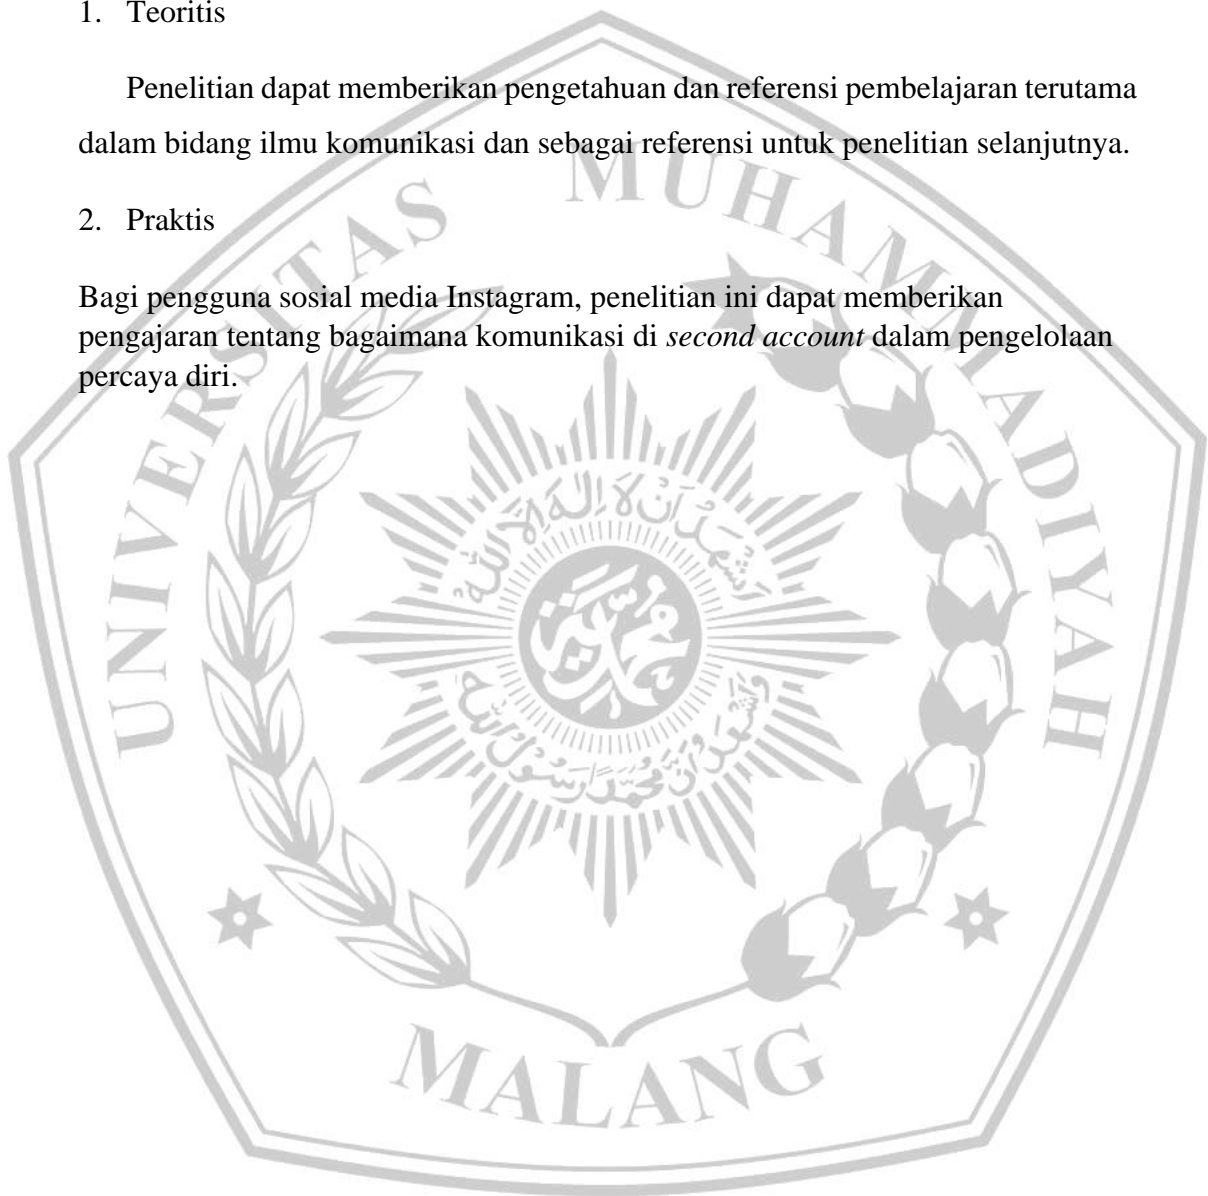 1. Teoritis
Penelitian dapat memberikan pengetahuan dan referensi pembelajaran terutama
dalam bidang ilmu komunikasi dan sebagai referensi untuk penelitian selanjutnya.
2. Praktis
Bagi pengguna sosial media Instagram, penelitian ini dapat memberikan
pengajaran tentang bagaimana komunikasi di second account dalam pengelolaan
percaya diri.
UNIVERSITAS MUHAMMADIYAH
MALANG